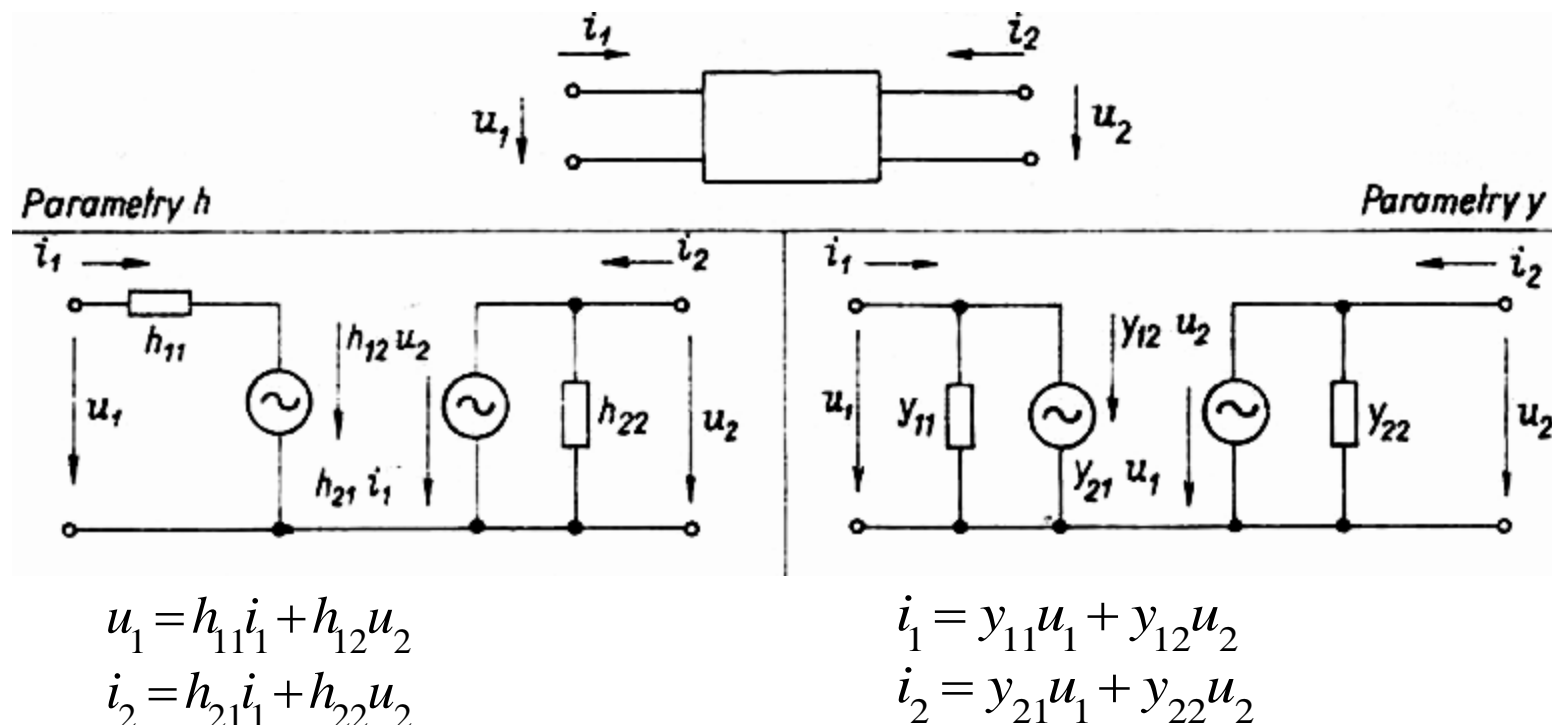 i₁ i₂
u₁ u₂
Parametry h Parametry y
i₁ i₂ i₁ i₂
h₁₁ h₁₂ u₂ y₁₂ u₂
u₁ h₂₂ u₂ u₁ y₁₁ y₂₂ u₂
h₂₁ i₁ y₂₁ u₁
u₁ = h₁₁i₁ + h₁₂u₂ i₁ = y₁₁u₁ + y₁₂u₂
i₂ = h₂₁i₁ + h₂₂u₂ i₂ = y₂₁u₁ + y₂₂u₂